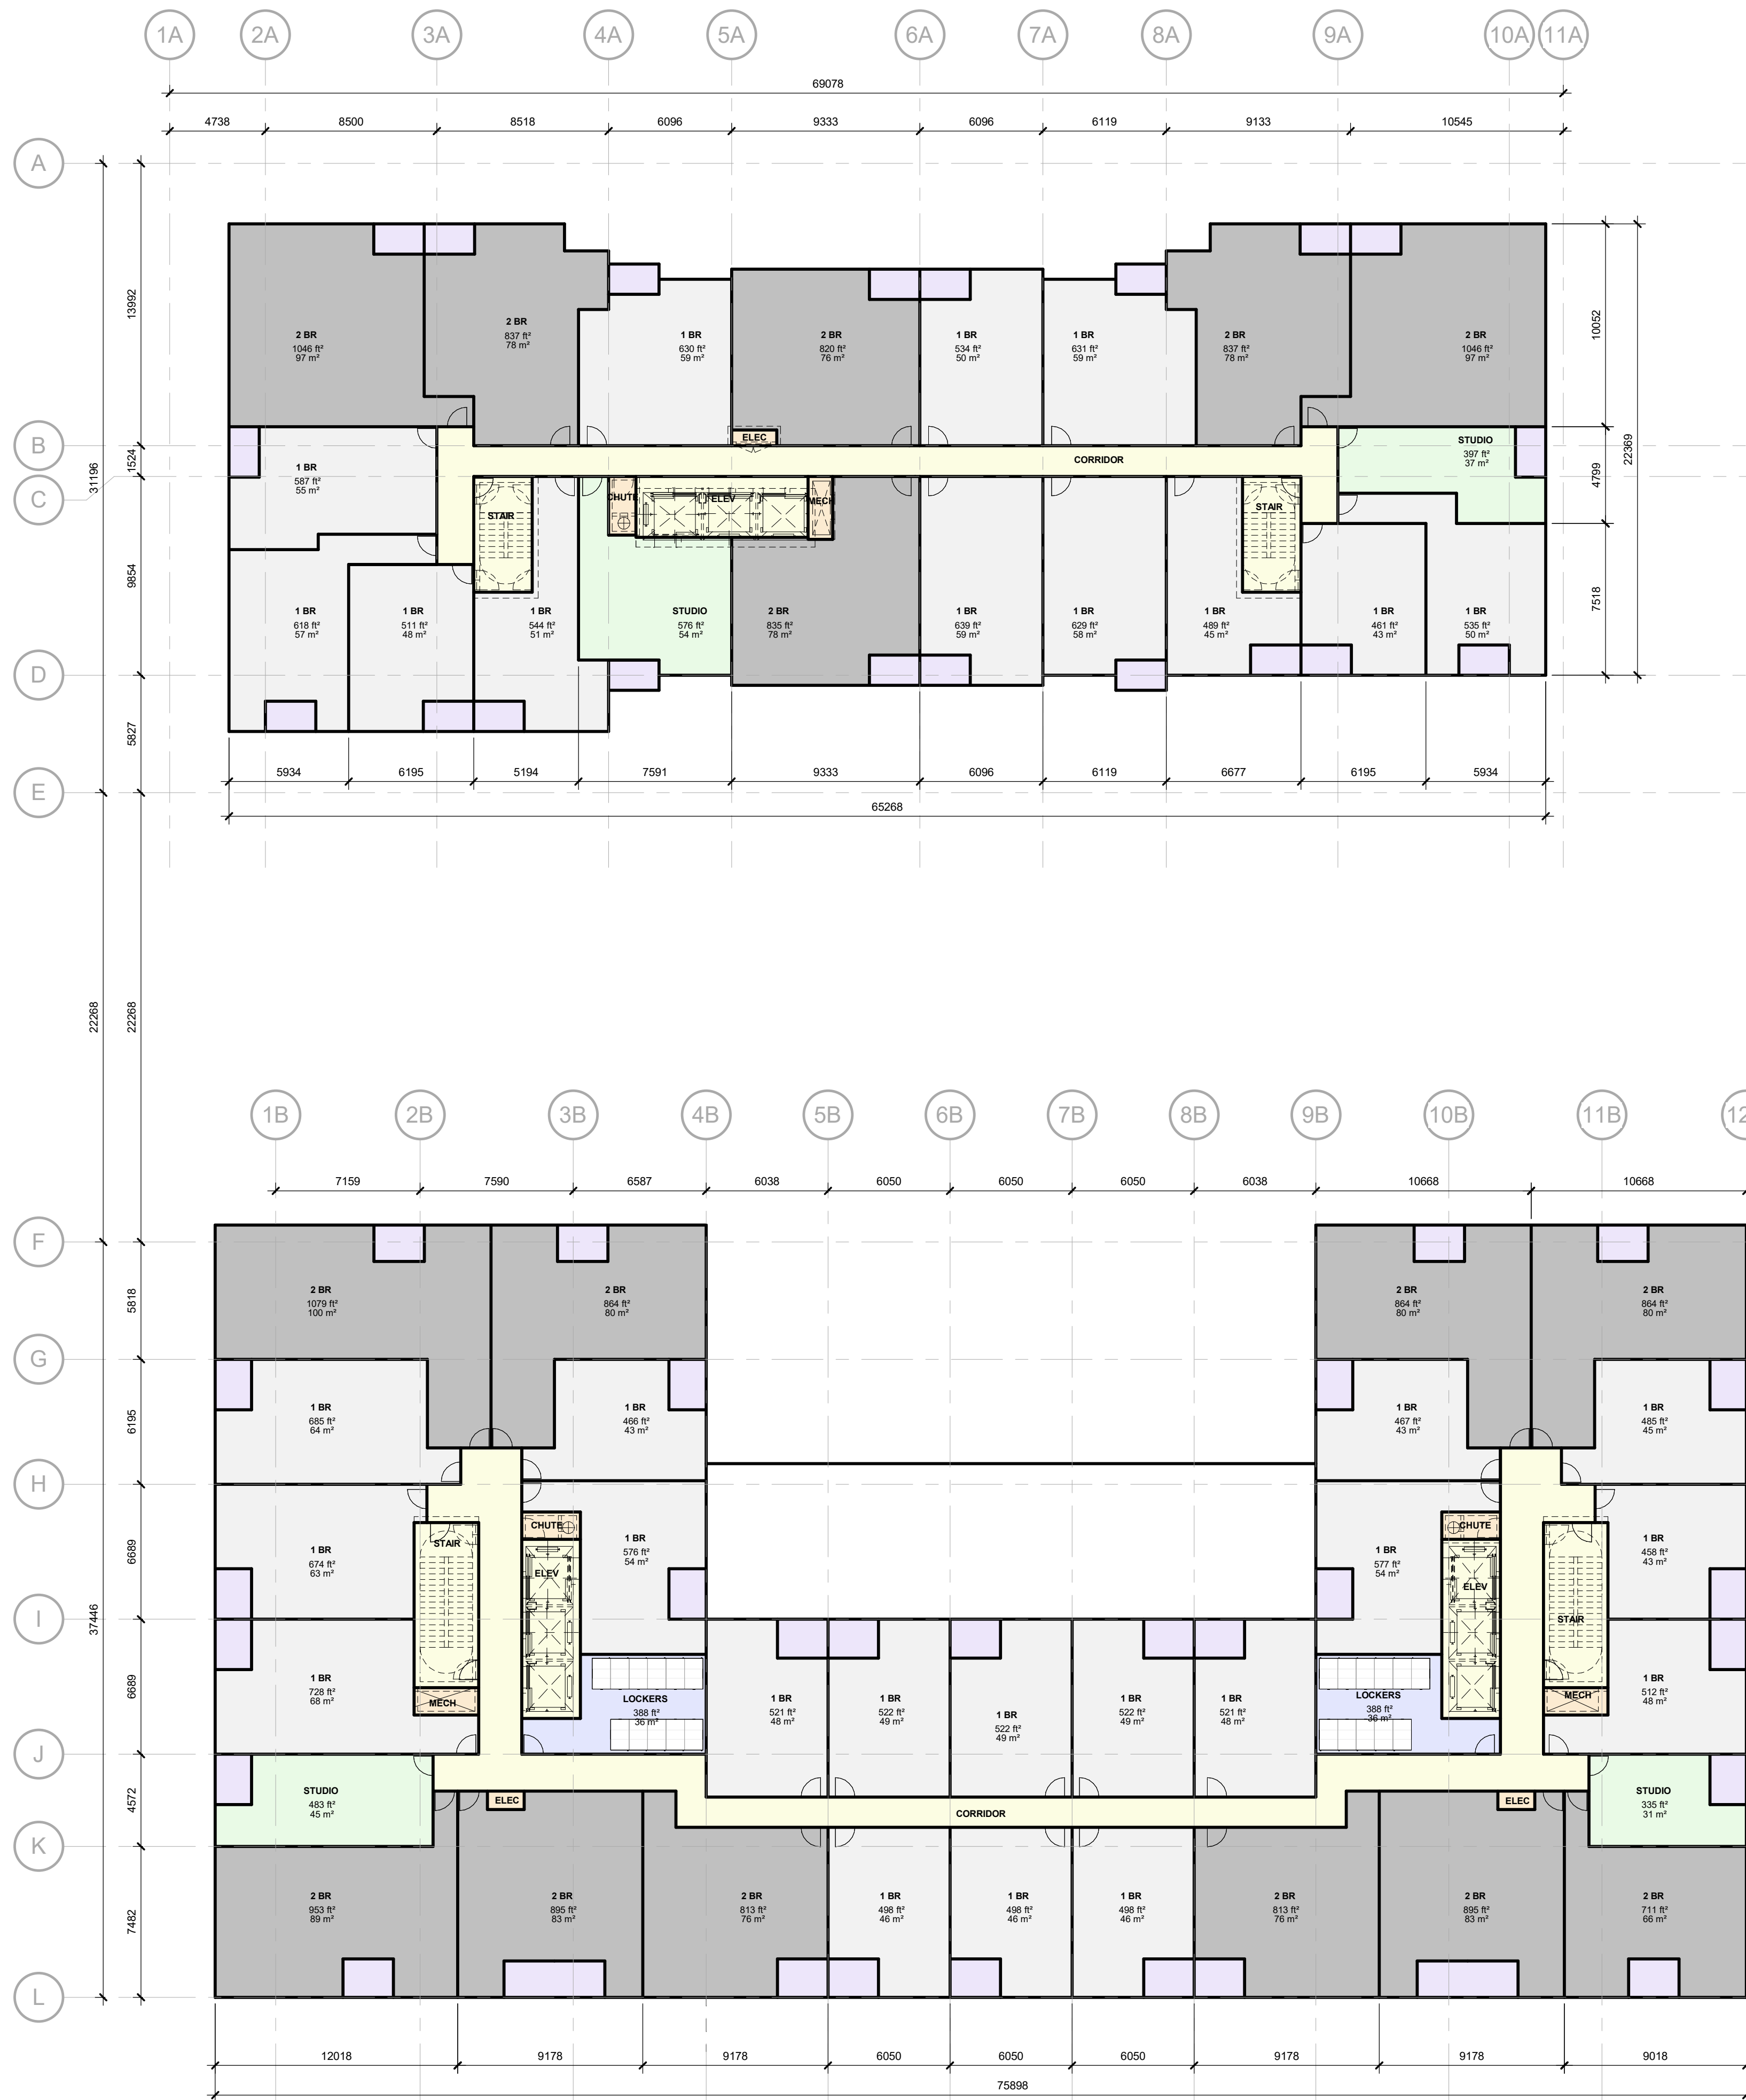 1A 2A 3A 4A 5A 6A 7A 8A 9A 10A 11A
69078
4738 8500 8518 6096 9333 6096 6119 9133 10545
A
B
C
D
E
31196
13992
1524
9854
5827
2 BR
1046 ft²
97 m²
2 BR
837 ft²
78 m²
1 BR
630 ft²
59 m²
2 BR
820 ft²
76 m²
1 BR
534 ft²
50 m²
1 BR
631 ft²
59 m²
2 BR
837 ft²
78 m²
2 BR
1046 ft²
97 m²
10052
4799
7518
22369
ELEC
CORRIDOR
STUDIO
397 ft²
37 m²
1 BR
587 ft²
55 m²
STAIR
CHUTE
ELEV
MECH
STAIR
1 BR
618 ft²
57 m²
1 BR
511 ft²
48 m²
1 BR
544 ft²
51 m²
STUDIO
576 ft²
54 m²
2 BR
835 ft²
78 m²
1 BR
639 ft²
59 m²
1 BR
629 ft²
58 m²
1 BR
489 ft²
45 m²
1 BR
461 ft²
43 m²
1 BR
535 ft²
50 m²
5934 6195 5194 7591 9333 6096 6119 6677 6195 5934
65268
22268
22268
1B 2B 3B 4B 5B 6B 7B 8B 9B 10B 11B
7159 7590 6587 6038 6050 6050 6050 6038 10668 10668
F
G
H
I
J
K
L
37446
5818
6195
6689
6689
4572
7482
2 BR
1079 ft²
100 m²
2 BR
864 ft²
80 m²
2 BR
864 ft²
80 m²
2 BR
864 ft²
80 m²
1 BR
685 ft²
64 m²
1 BR
466 ft²
43 m²
1 BR
467 ft²
43 m²
1 BR
485 ft²
45 m²
1 BR
674 ft²
63 m²
STAIR
CHUTE
ELEV
1 BR
576 ft²
54 m²
1 BR
577 ft²
54 m²
CHUTE
ELEV
STAIR
1 BR
458 ft²
43 m²
1 BR
728 ft²
68 m²
MECH
LOCKERS
388 ft²
36 m²
1 BR
521 ft²
48 m²
1 BR
522 ft²
49 m²
1 BR
522 ft²
49 m²
1 BR
522 ft²
49 m²
1 BR
521 ft²
48 m²
LOCKERS
388 ft²
36 m²
MECH
1 BR
512 ft²
48 m²
STUDIO
483 ft²
45 m²
ELEC
CORRIDOR
ELEC
STUDIO
335 ft²
31 m²
2 BR
953 ft²
89 m²
2 BR
895 ft²
83 m²
2 BR
813 ft²
76 m²
1 BR
498 ft²
46 m²
1 BR
498 ft²
46 m²
1 BR
498 ft²
46 m²
2 BR
813 ft²
76 m²
2 BR
895 ft²
83 m²
2 BR
711 ft²
66 m²
12018 9178 9178 6050 6050 6050 9178 9178 9018
75898